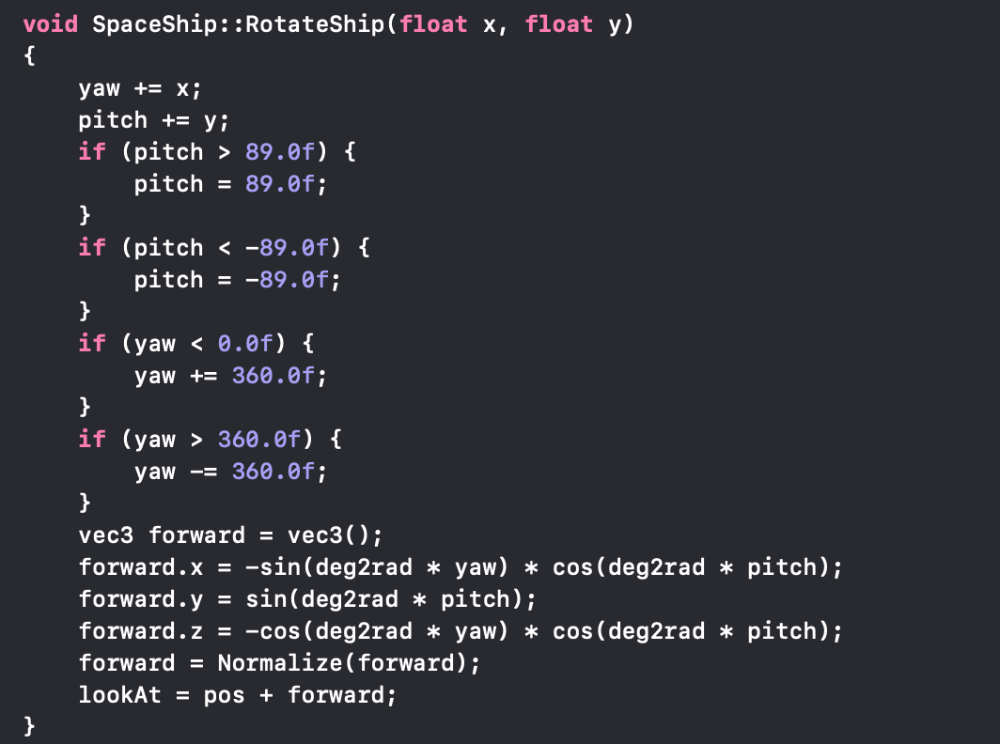 void SpaceShip::RotateShip(float x, float y)
{
    yaw += x;
    pitch += y;
    if (pitch > 89.0f) {
        pitch = 89.0f;
    }
    if (pitch < -89.0f) {
        pitch = -89.0f;
    }
    if (yaw < 0.0f) {
        yaw += 360.0f;
    }
    if (yaw > 360.0f) {
        yaw -= 360.0f;
    }
    vec3 forward = vec3();
    forward.x = -sin(deg2rad * yaw) * cos(deg2rad * pitch);
    forward.y = sin(deg2rad * pitch);
    forward.z = -cos(deg2rad * yaw) * cos(deg2rad * pitch);
    forward = Normalize(forward);
    lookAt = pos + forward;
}